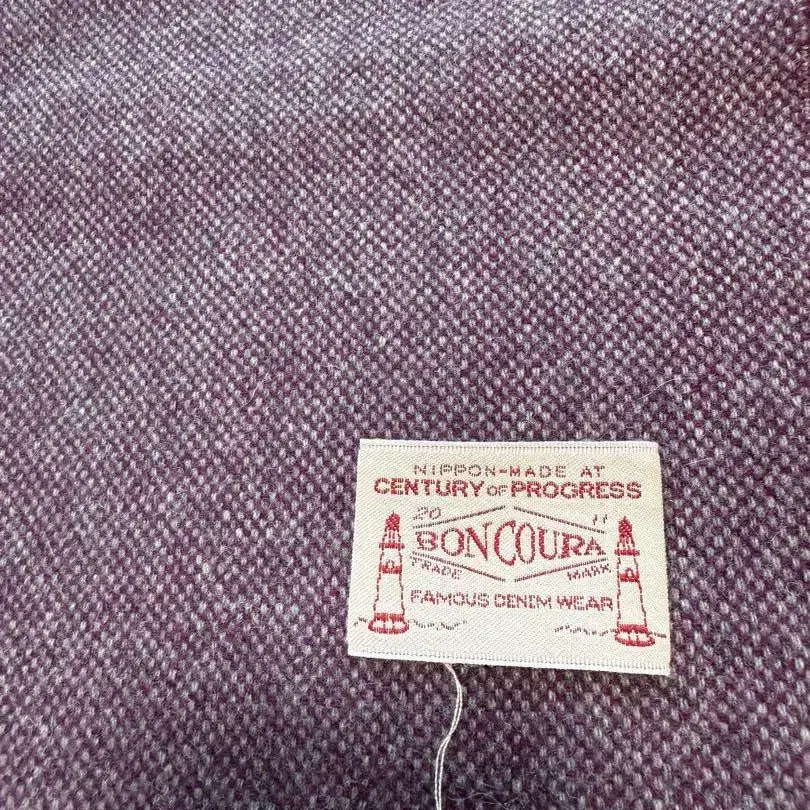 NIPPON-MADE AT
CENTURY OF PROGRESS
20 11
BONCOURA
TRADE MARK
FAMOUS DENIM WEAR